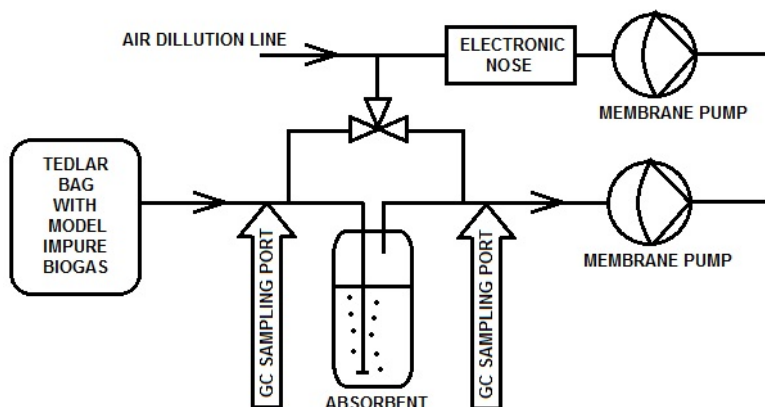 AIR DILLUTION LINE
ELECTRONIC
NOSE
MEMBRANE PUMP
TEDLAR
BAG
WITH
MODEL
IMPURE
BIOGAS
GC SAMPLING PORT
GC SAMPLING PORT
MEMBRANE PUMP
ABSORBENT